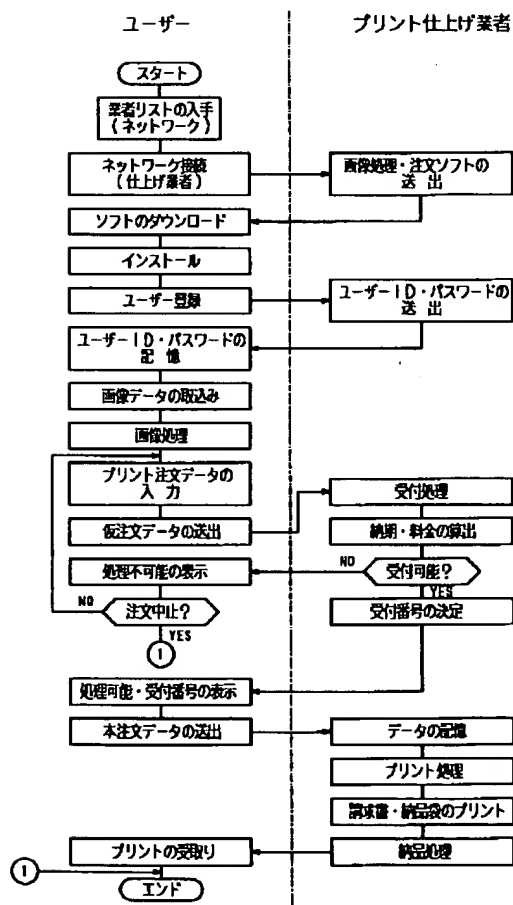 ユーザー
プリント仕上げ業者
スタート
業者リストの入手
(ネットワーク)
ネットワーク接続
(仕上げ業者)
画像処理・注文ソフトの
送出
ソフトのダウンロード
インストール
ユーザー登録
ユーザーID・パスワードの
送出
ユーザーID・パスワードの
記憶
画像データの取込み
画像処理
プリント注文データの
入力
受付処理
仮注文データの送出
納期・料金の算出
処理不可能の表示
NO
受付可能?
YES
NO
注文中止?
YES
受付番号の決定
1
処理可能・受付番号の表示
本注文データの送出
データの記憶
プリント処理
請求書・納品袋のプリント
プリントの受取り
納品処理
1
エンド